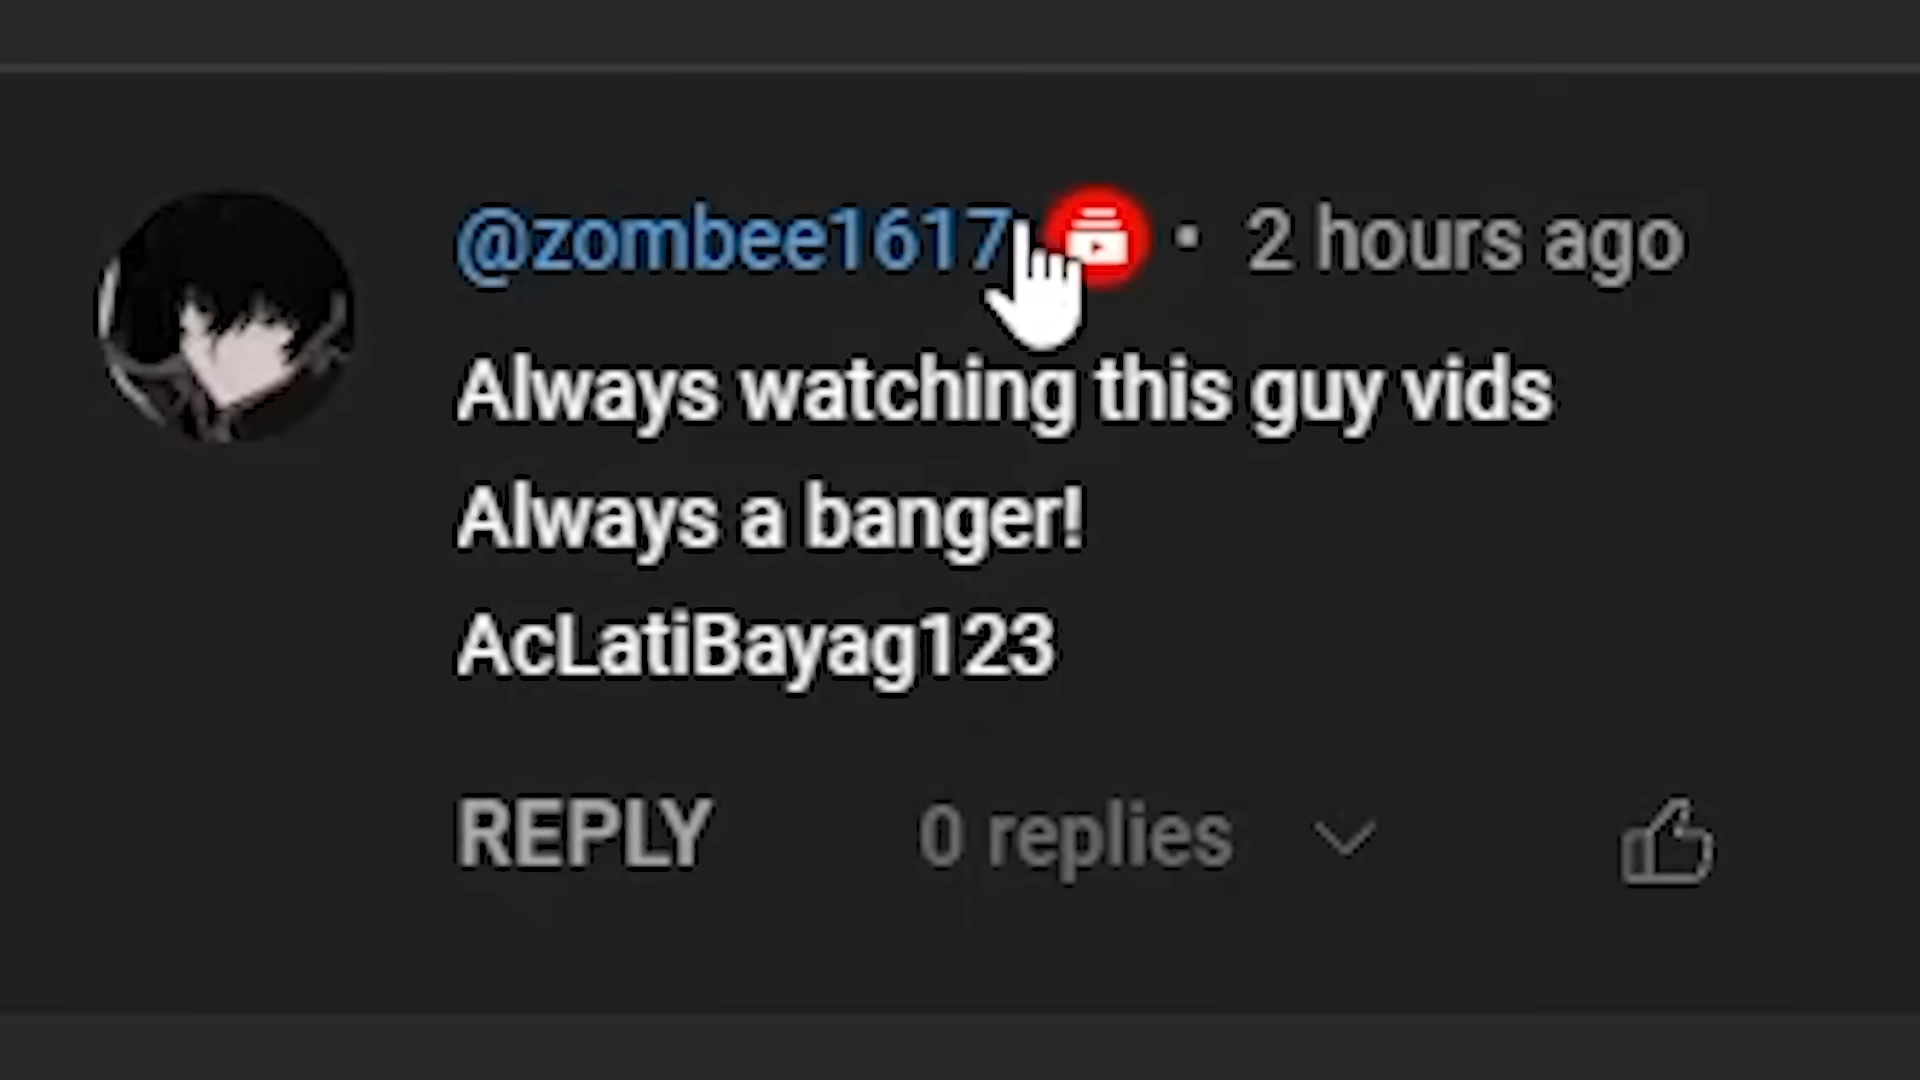 @zombee1617 • 2 hours ago
Always watching this guy vids
Always a banger!
AcLatiBayag123
REPLY 0 replies